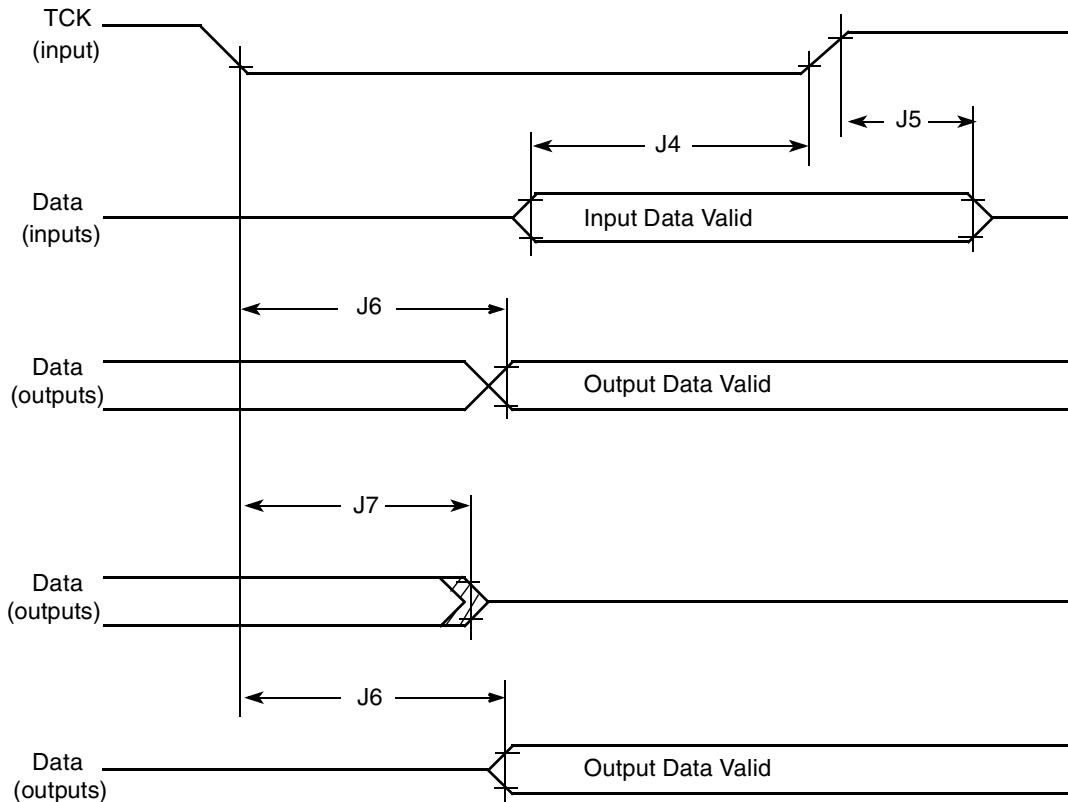 TCK
(input)
J5
J4
Data
(inputs)
Input Data Valid
J6
Data
(outputs)
Output Data Valid
J7
Data
(outputs)
J6
Data
(outputs)
Output Data Valid